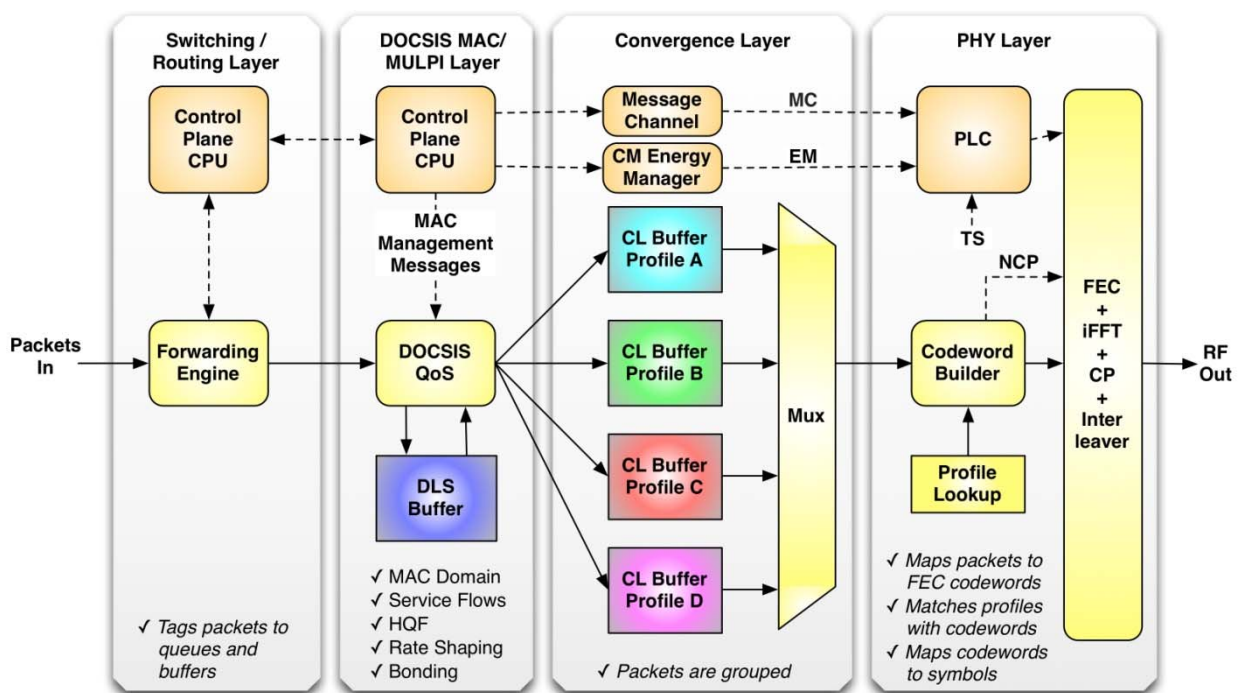 Switching /
Routing Layer
Control
Plane
CPU
Packets
In
Forwarding
Engine
✓ Tags packets to
queues and
buffers
DOCSIS MAC/
MULPI Layer
Control
Plane
CPU
MAC
Management
Messages
DOCSIS
QoS
DLS
Buffer
✓ MAC Domain
✓ Service Flows
✓ HQF
✓ Rate Shaping
✓ Bonding
Convergence Layer
Message
Channel
MC
CM Energy
Manager
EM
CL Buffer
Profile A
CL Buffer
Profile B
CL Buffer
Profile C
CL Buffer
Profile D
Mux
✓ Packets are grouped
PHY Layer
PLC
TS
NCP
Codeword
Builder
Profile
Lookup
✓ Maps packets to
FEC codewords
✓ Matches profiles
with codewords
✓ Maps codewords
to symbols
FEC
+
iFFT
+
CP
+
Inter
leaver
RF
Out